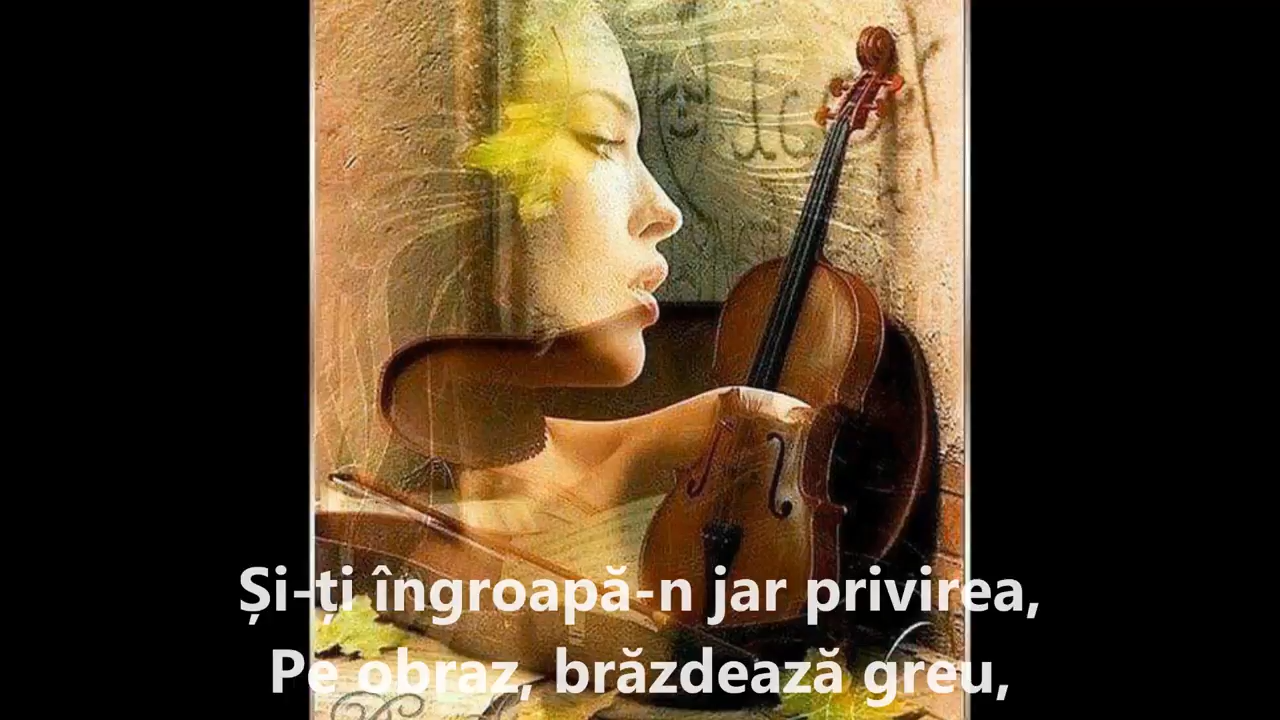 Și-ți îngroapă-n jar privirea,
Pe obraz, brăzdează greu,